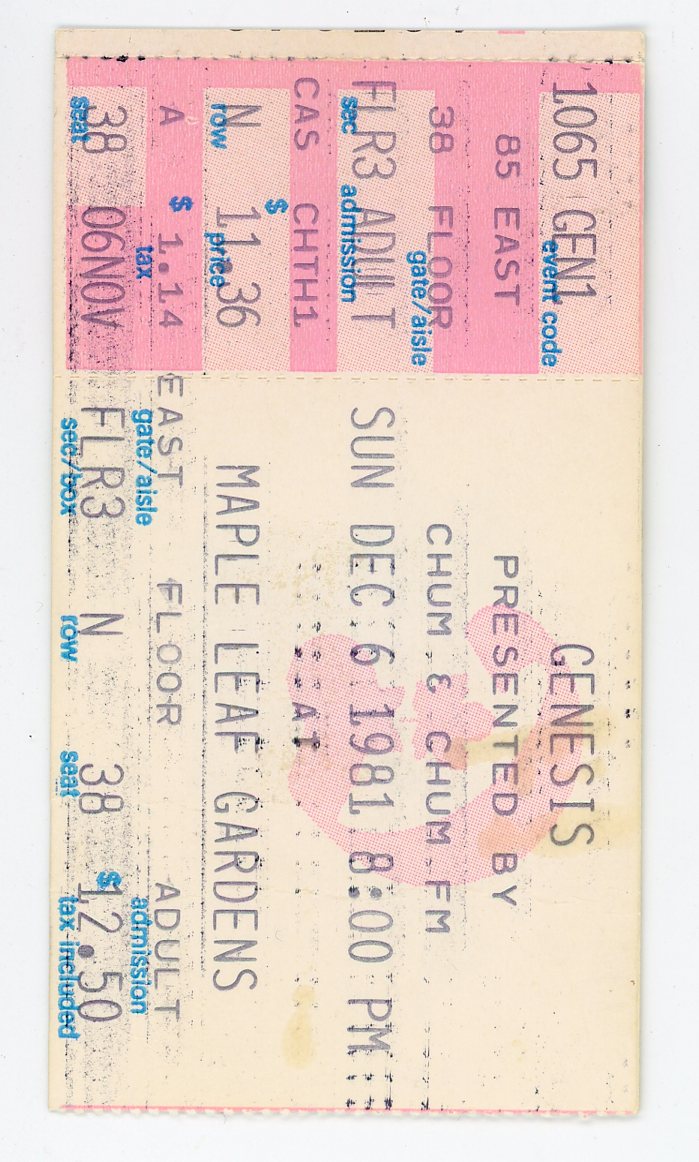 1065 GEN1
event code
85 EAST
38 FLOOR
gate/aisle
FLR3 ADULT
sec admission
CAS CHTH1
N $ 11.36
row price
A $ 1.14
tax
38 06NOV
seat
GENESIS
PRESENTED BY
CHUM & CHUM FM
SUN DEC 6 1981 8:00 PM
AT
MAPLE LEAF GARDENS
EAST FLOOR ADULT
gate/aisle admission
FLR3 N 38 $12.50
sec/box row seat tax included